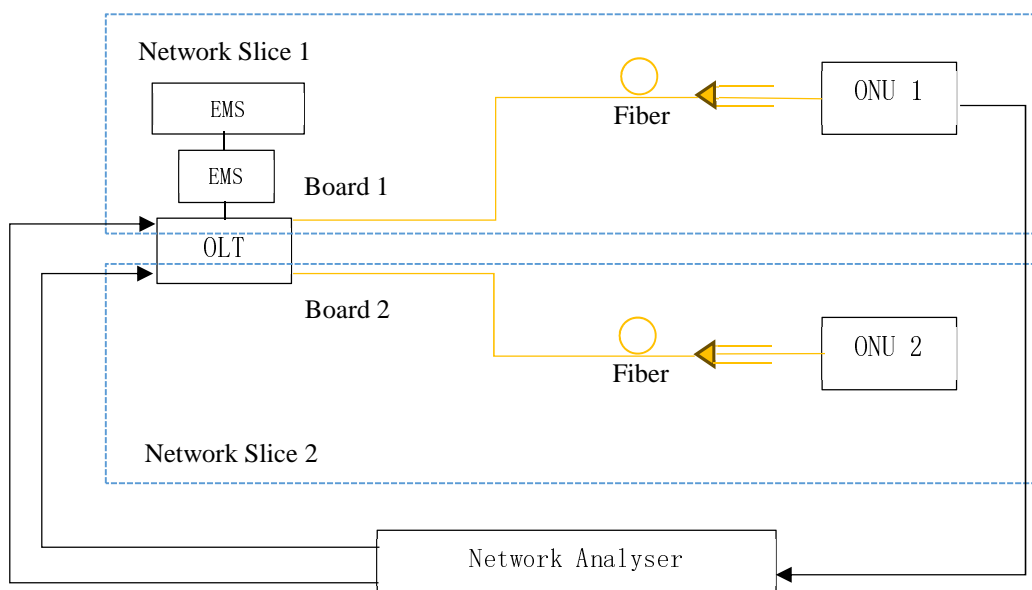 Network Slice 1
EMS
EMS
Board 1
OLT
Fiber
ONU 1
Board 2
Fiber
ONU 2
Network Slice 2
Network Analyser